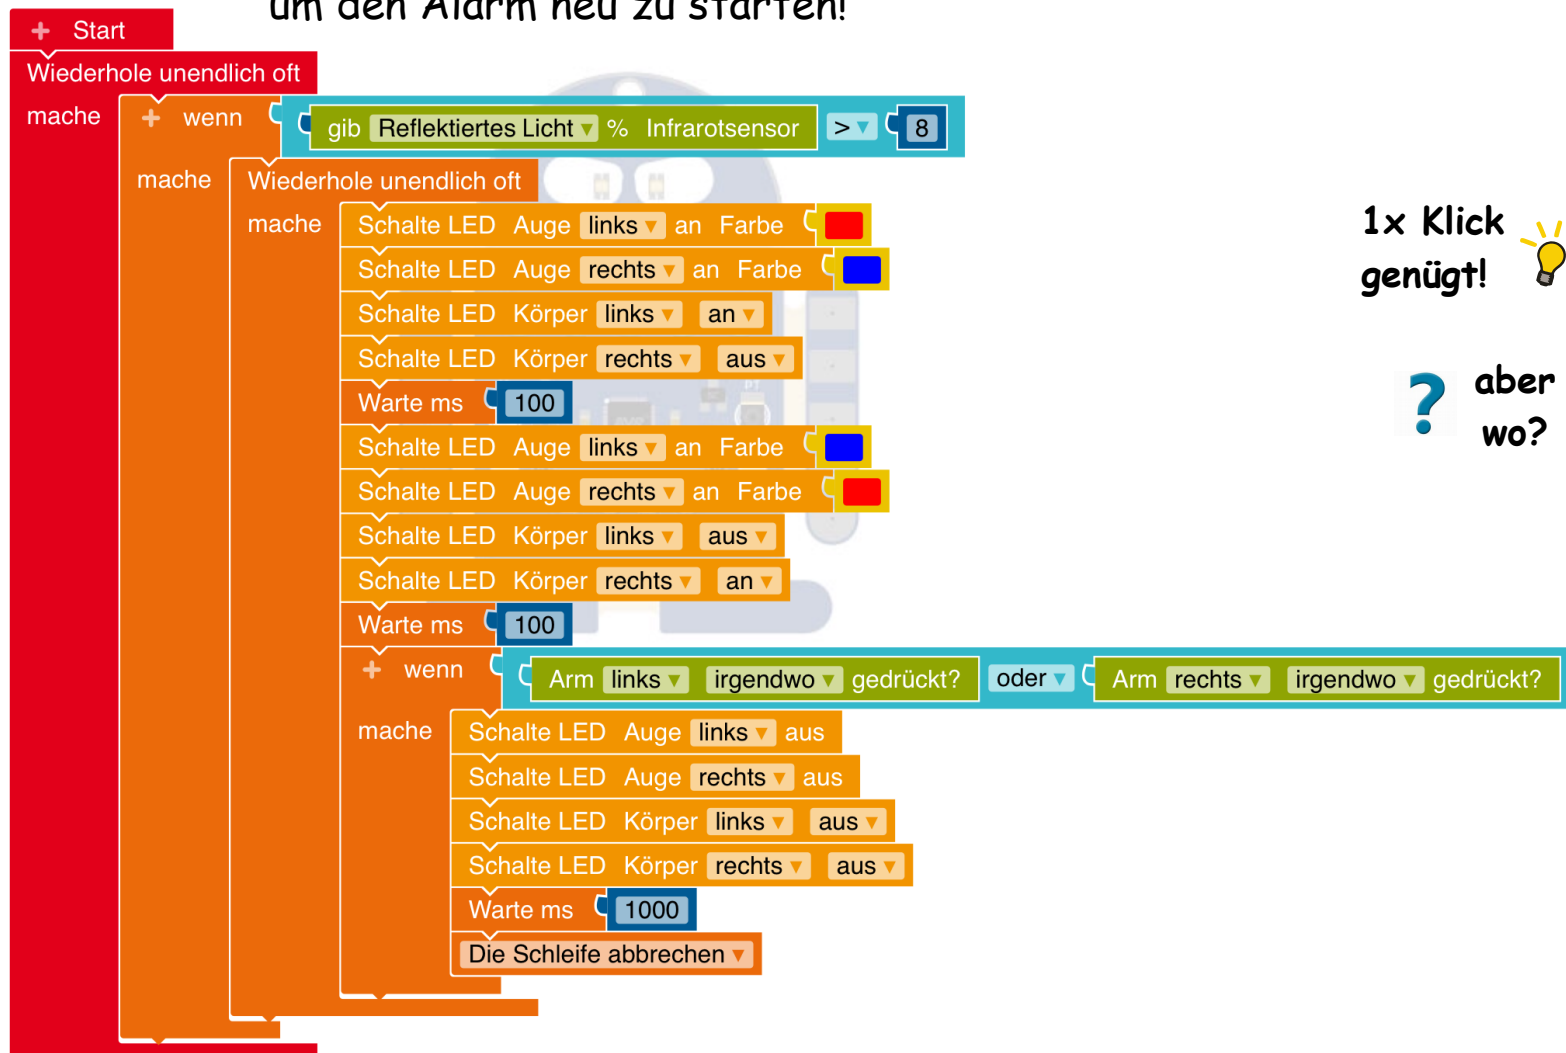 um den Alarm neu zu starten!
+ Start
Wiederhole unendlich oft
mache + wenn gib Reflektiertes Licht % Infrarotsensor > 8
mache Wiederhole unendlich oft
mache Schalte LED Auge links an Farbe
Schalte LED Auge rechts an Farbe
Schalte LED Körper links an
Schalte LED Körper rechts aus
Warte ms 100
Schalte LED Auge links an Farbe
Schalte LED Auge rechts an Farbe
Schalte LED Körper links aus
Schalte LED Körper rechts an
Warte ms 100
+ wenn Arm links irgendwo gedrückt? oder Arm rechts irgendwo gedrückt?
mache Schalte LED Auge links aus
Schalte LED Auge rechts aus
Schalte LED Körper links aus
Schalte LED Körper rechts aus
Warte ms 1000
Die Schleife abbrechen
1x Klick
genügt!
? aber
wo?